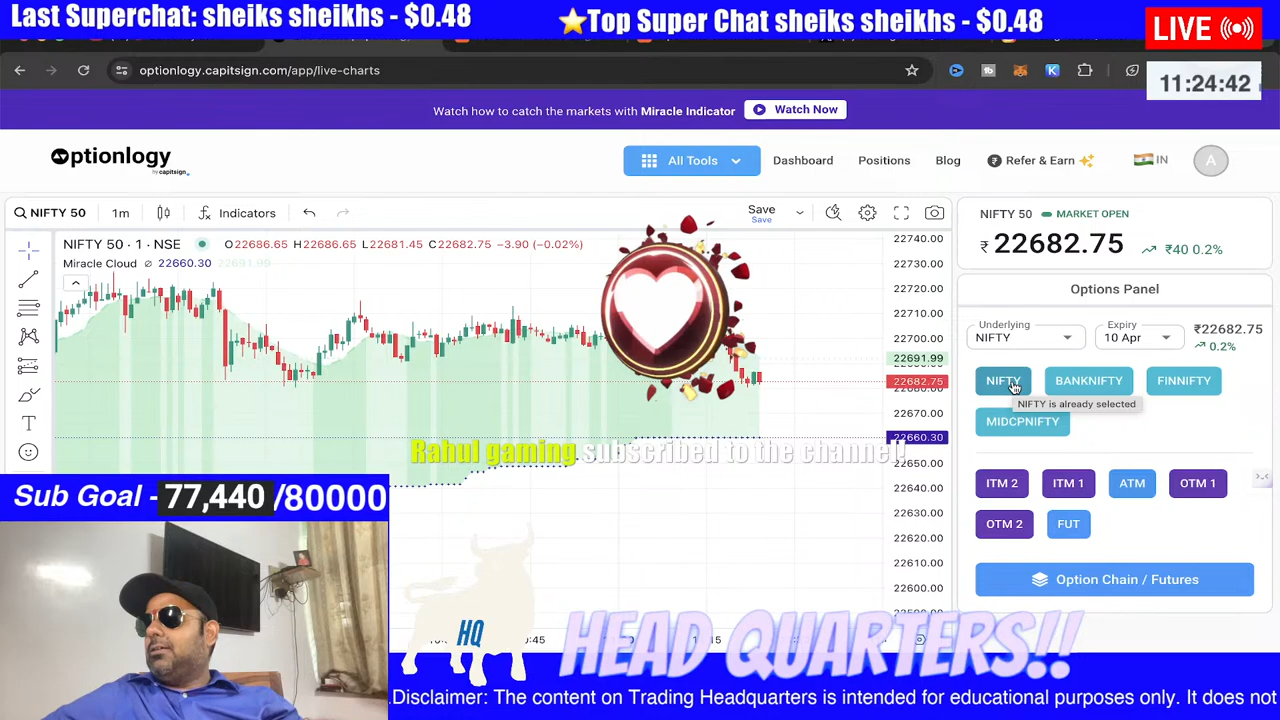 Last Superchat: sheiks sheikhs - $0.48
⭐Top Super Chat sheiks sheikhs - $0.48
LIVE
optionlogy.capitsign.com/app/live-charts
11:24:42
Watch how to catch the markets with Miracle Indicator
Watch Now
optionlogy
by capitsign
All Tools
Dashboard
Positions
Blog
Refer & Earn
IN
A
NIFTY 50
1m
Indicators
Save
Save
NIFTY 50 · 1 · NSE
O22686.65 H22686.65 L22681.45 C22682.75 -3.90 (-0.02%)
Miracle Cloud ⌀ 22660.30 22691.99
22740.00
22730.00
22720.00
22710.00
22700.00
22691.99
22682.75
22670.00
22660.30
22650.00
22640.00
22630.00
22620.00
22610.00
22600.00
NIFTY 50
MARKET OPEN
₹ 22682.75
₹40 0.2%
Options Panel
Underlying
NIFTY
Expiry
10 Apr
₹22682.75
0.2%
NIFTY
BANKNIFTY
FINNIFTY
NIFTY is already selected
MIDCPNIFTY
ITM 2
ITM 1
ATM
OTM 1
OTM 2
FUT
Option Chain / Futures
Rahul gaming subscribed to the channel!
Sub Goal - 77,440 /80000
HQ
HEAD QUARTERS!!
.Disclaimer: The content on Trading Headquarters is intended for educational purposes only. It does not